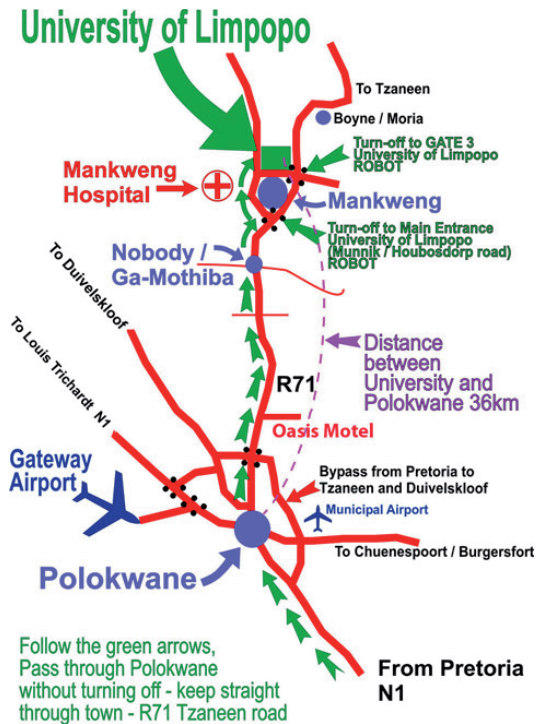 University of Limpopo
To Tzaneen
Boyne / Moria
Turn-off to GATE 3
University of Limpopo
ROBOT
Mankweng
Hospital
Mankweng
Turn-off to Main Entrance
University of Limpopo
(Munnik / Houbosdorp road)
ROBOT
Nobody /
Ga-Mothiba
To Duivelskloof
To Louis Trichardt N1
Distance
between
University and
Polokwane 36km
R71
Oasis Motel
Gateway
Airport
Bypass from Pretoria to
Tzaneen and Duivelskloof
Municipal Airport
To Chuenespoort / Burgersfort
Polokwane
Follow the green arrows,
Pass through Polokwane
without turning off - keep straight
through town - R71 Tzaneen road
From Pretoria
N1